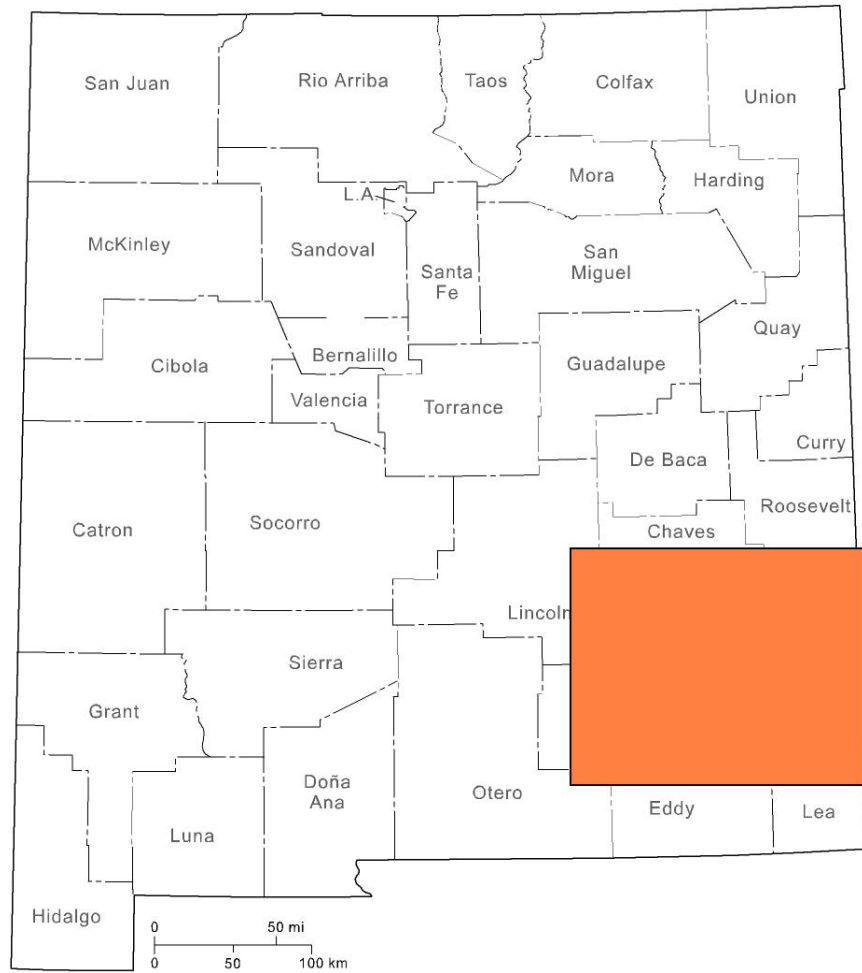 San Juan
Rio Arriba
Taos
Colfax
Union
L.A.
Mora
Harding
McKinley
Sandoval
Santa
Fe
San
Miguel
Quay
Cibola
Bernalillo
Guadalupe
Valencia
Torrance
Curry
De Baca
Roosevelt
Catron
Socorro
Chaves
Lincoln
Sierra
Grant
Doña
Ana
Otero
Eddy
Lea
Luna
Hidalgo
0 50 mi
0 50 100 km